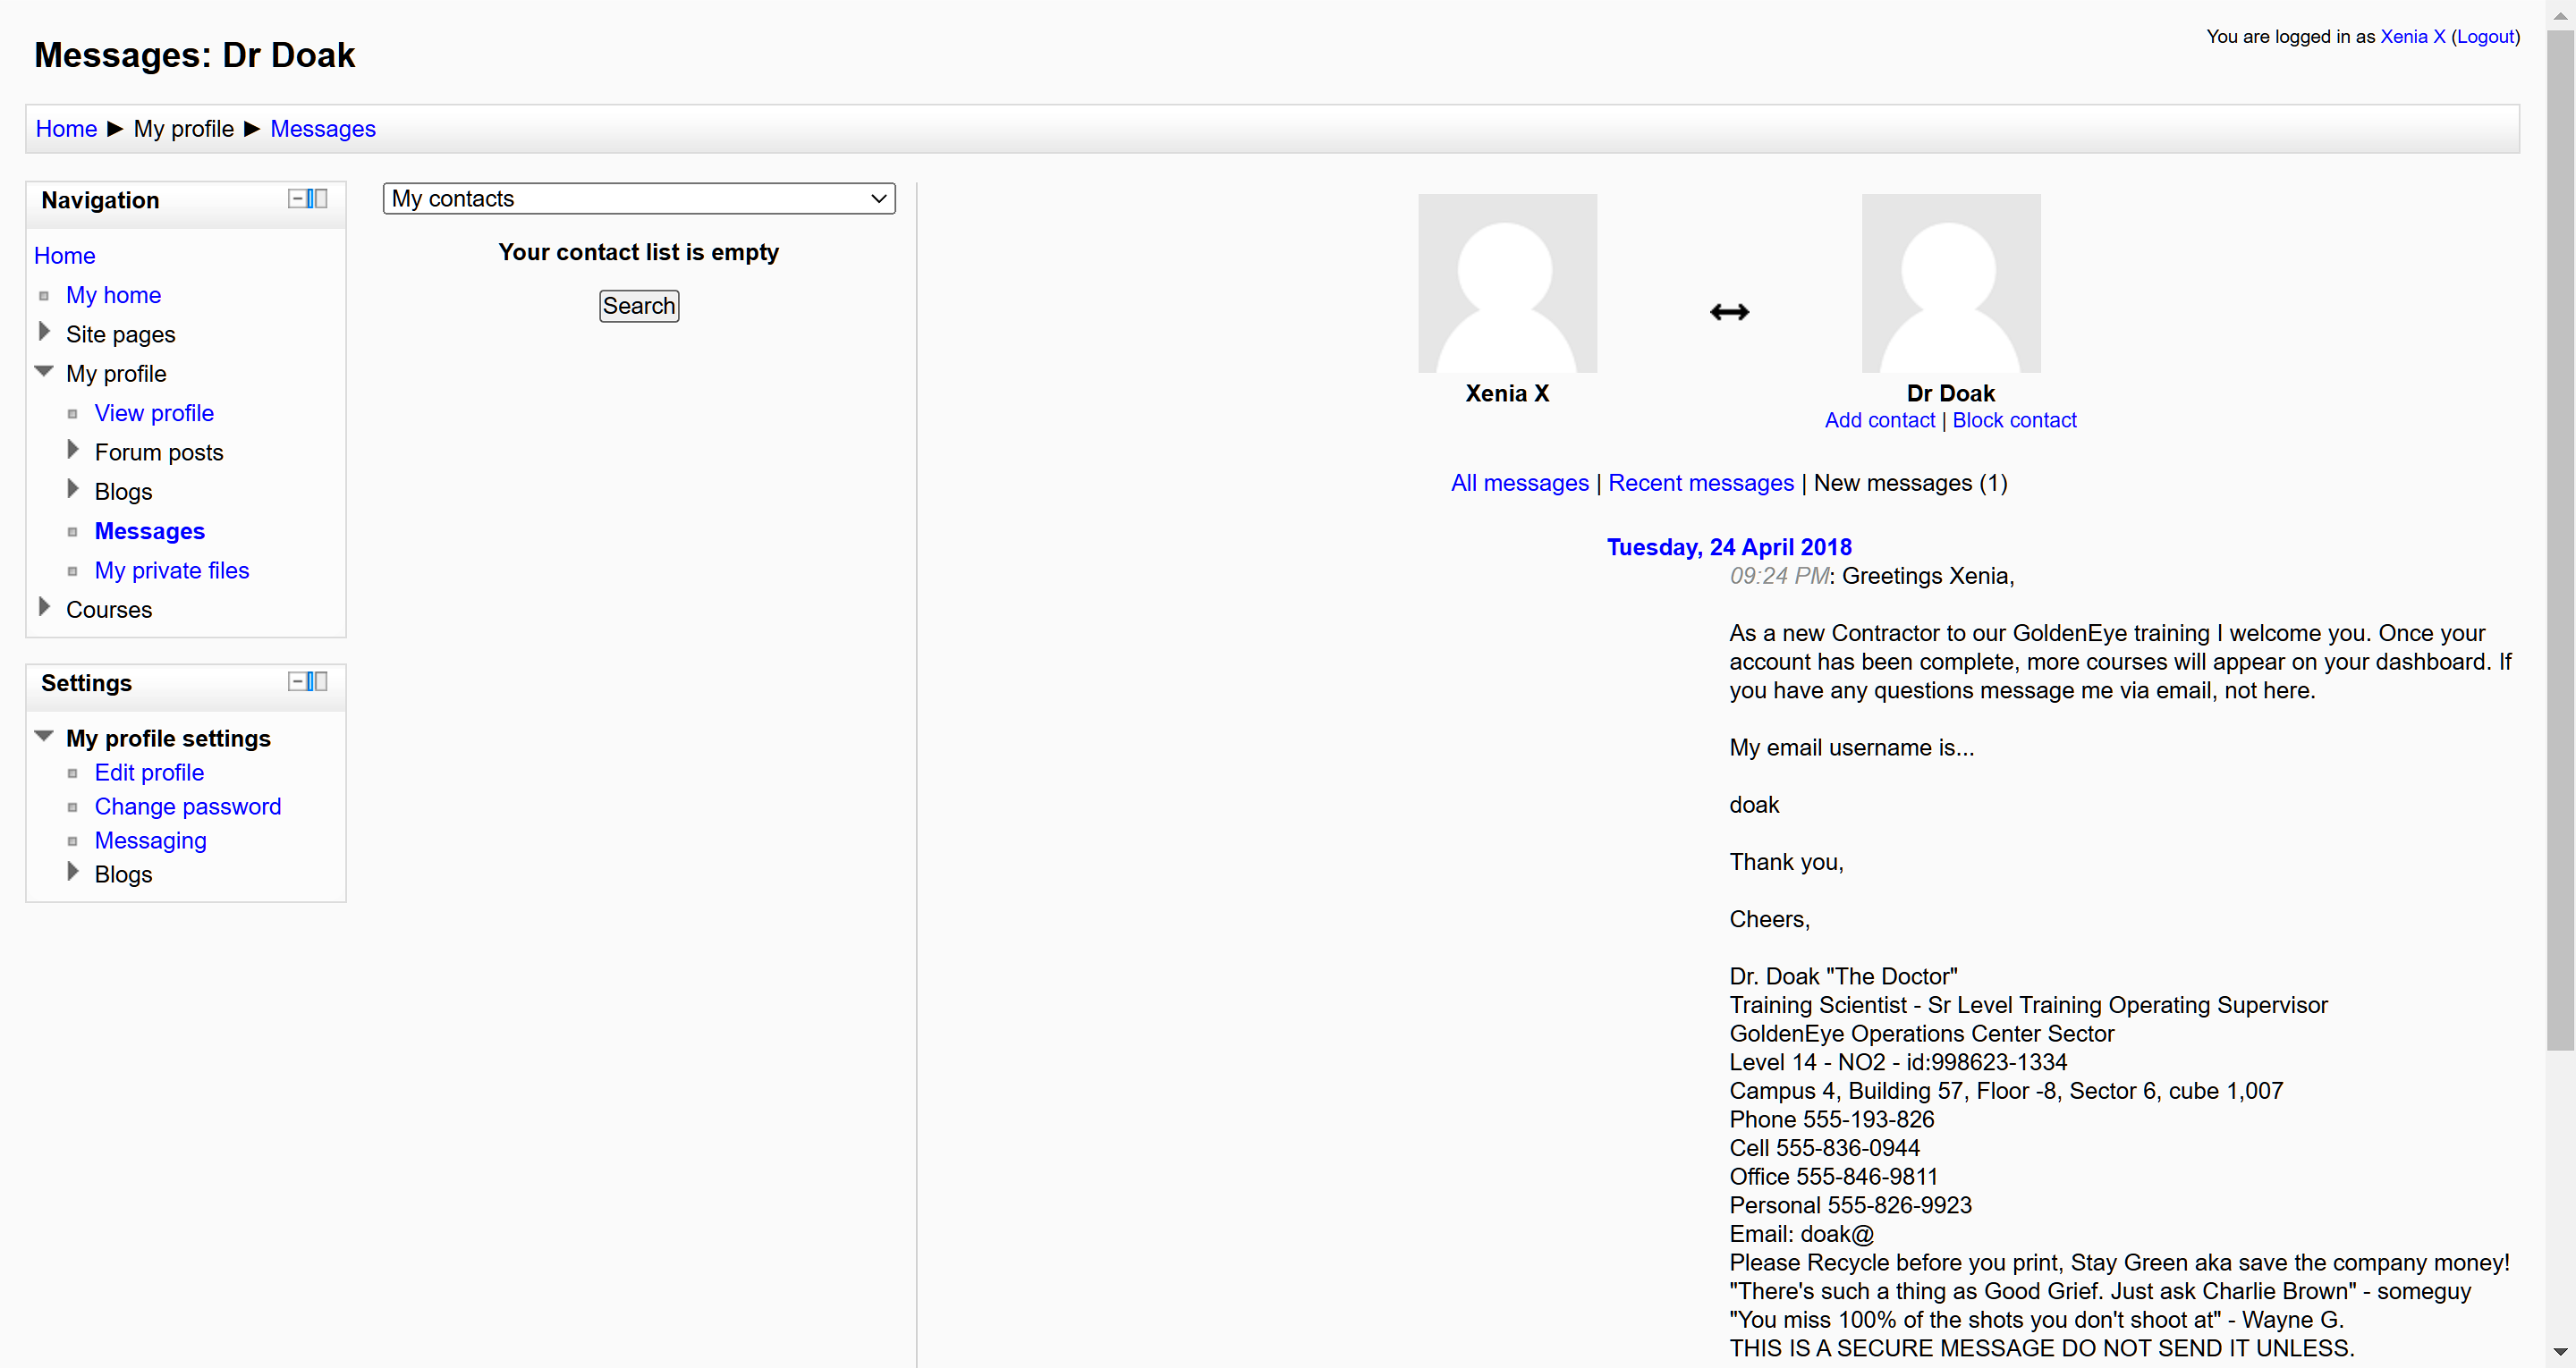 Messages: Dr Doak
You are logged in as Xenia X (Logout)
Home ► My profile ► Messages
Navigation
Home
My home
Site pages
My profile
View profile
Forum posts
Blogs
Messages
My private files
Courses
Settings
My profile settings
Edit profile
Change password
Messaging
Blogs
My contacts
Your contact list is empty
Search
Xenia X
Dr Doak
Add contact | Block contact
All messages | Recent messages | New messages (1)
Tuesday, 24 April 2018
09:24 PM: Greetings Xenia,
As a new Contractor to our GoldenEye training I welcome you. Once your
account has been complete, more courses will appear on your dashboard. If
you have any questions message me via email, not here.
My email username is...
doak
Thank you,
Cheers,
Dr. Doak "The Doctor"
Training Scientist - Sr Level Training Operating Supervisor
GoldenEye Operations Center Sector
Level 14 - NO2 - id:998623-1334
Campus 4, Building 57, Floor -8, Sector 6, cube 1,007
Phone 555-193-826
Cell 555-836-0944
Office 555-846-9811
Personal 555-826-9923
Email: doak@
Please Recycle before you print, Stay Green aka save the company money!
"There's such a thing as Good Grief. Just ask Charlie Brown" - someguy
"You miss 100% of the shots you don't shoot at" - Wayne G.
THIS IS A SECURE MESSAGE DO NOT SEND IT UNLESS.